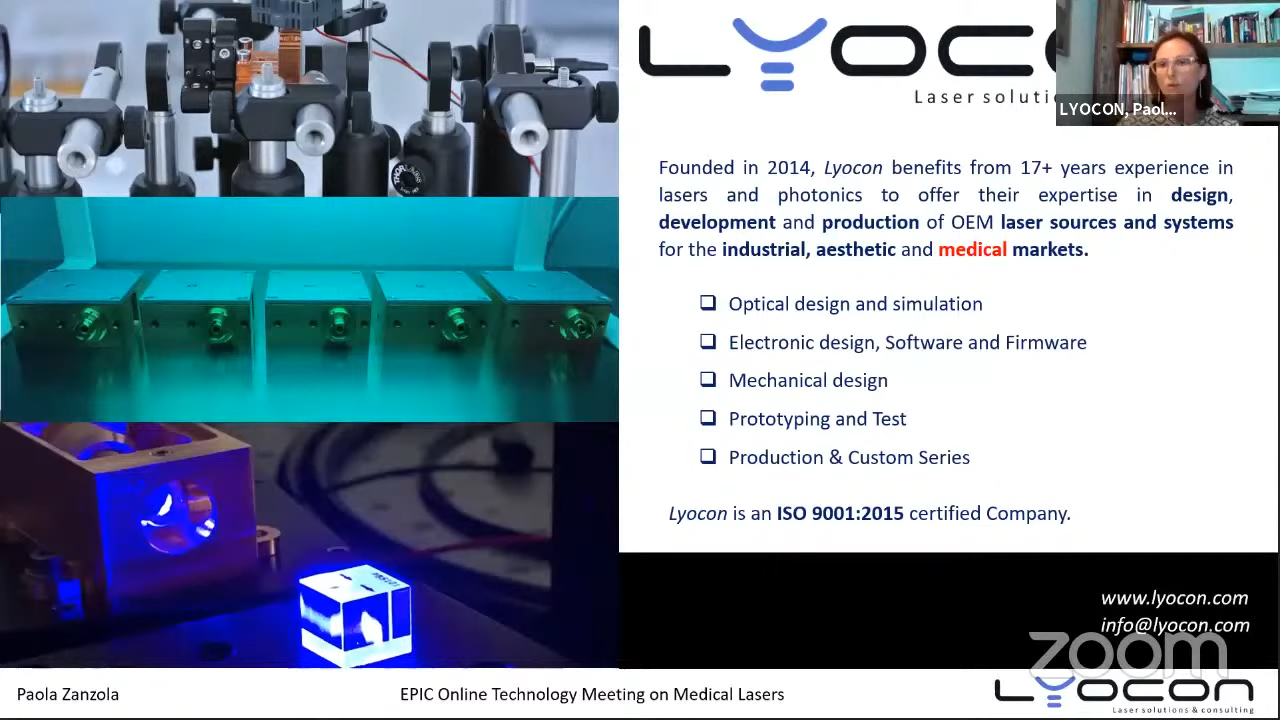 LYOC
Laser soluti
LYOCON, Paol...
Founded in 2014, Lyocon benefits from 17+ years experience in
lasers and photonics to offer their expertise in design,
development and production of OEM laser sources and systems
for the industrial, aesthetic and medical markets.
Optical design and simulation
Electronic design, Software and Firmware
Mechanical design
Prototyping and Test
Production & Custom Series
Lyocon is an ISO 9001:2015 certified Company.
www.lyocon.com
info@lyocon.com
zoom
Paola Zanzola
EPIC Online Technology Meeting on Medical Lasers
LYOCON
Laser solutions & consulting